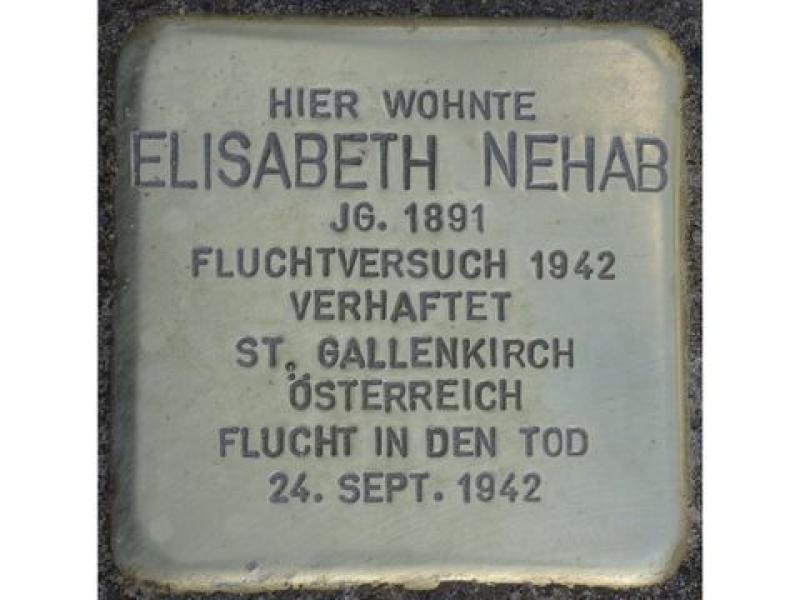 HIER WOHNTE
ELISABETH NEHAB
JG. 1891
FLUCHTVERSUCH 1942
VERHAFTET
ST. GALLENKIRCH
ÖSTERREICH
FLUCHT IN DEN TOD
24. SEPT. 1942